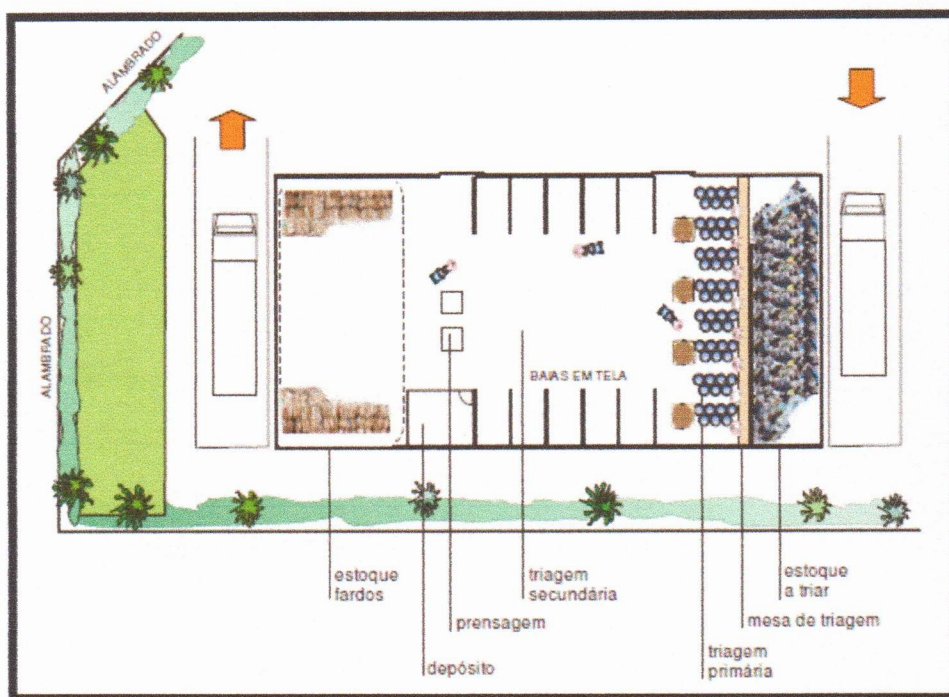 ALAMBRADO
ALAMBRADO
BAIAS EM TELA
estoque
fardos
triagem
secundária
estoque
a triar
prensagem
mesa de triagem
depósito
triagem
primária